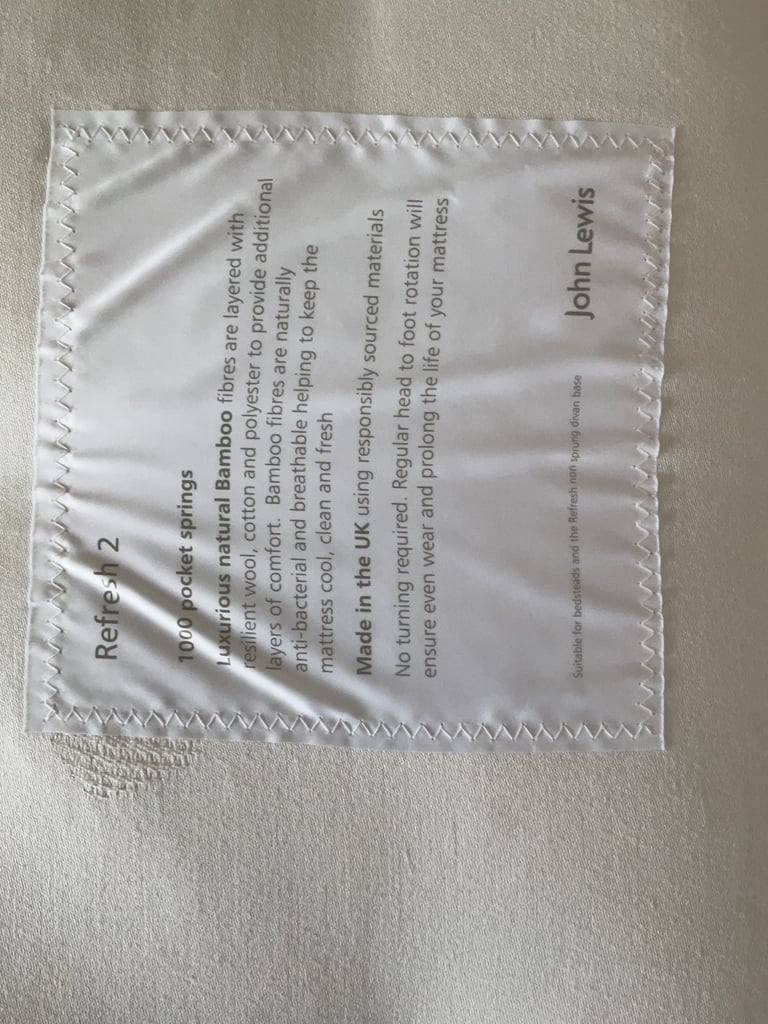 Refresh 2
1000 pocket springs
Luxurious natural Bamboo fibres are layered with
resilient wool, cotton and polyester to provide additional
layers of comfort. Bamboo fibres are naturally
anti-bacterial and breathable helping to keep the
mattress cool, clean and fresh
Made in the UK using responsibly sourced materials
No turning required. Regular head to foot rotation will
ensure even wear and prolong the life of your mattress
Suitable for bedsteads and the Refresh non sprung divan base
John Lewis